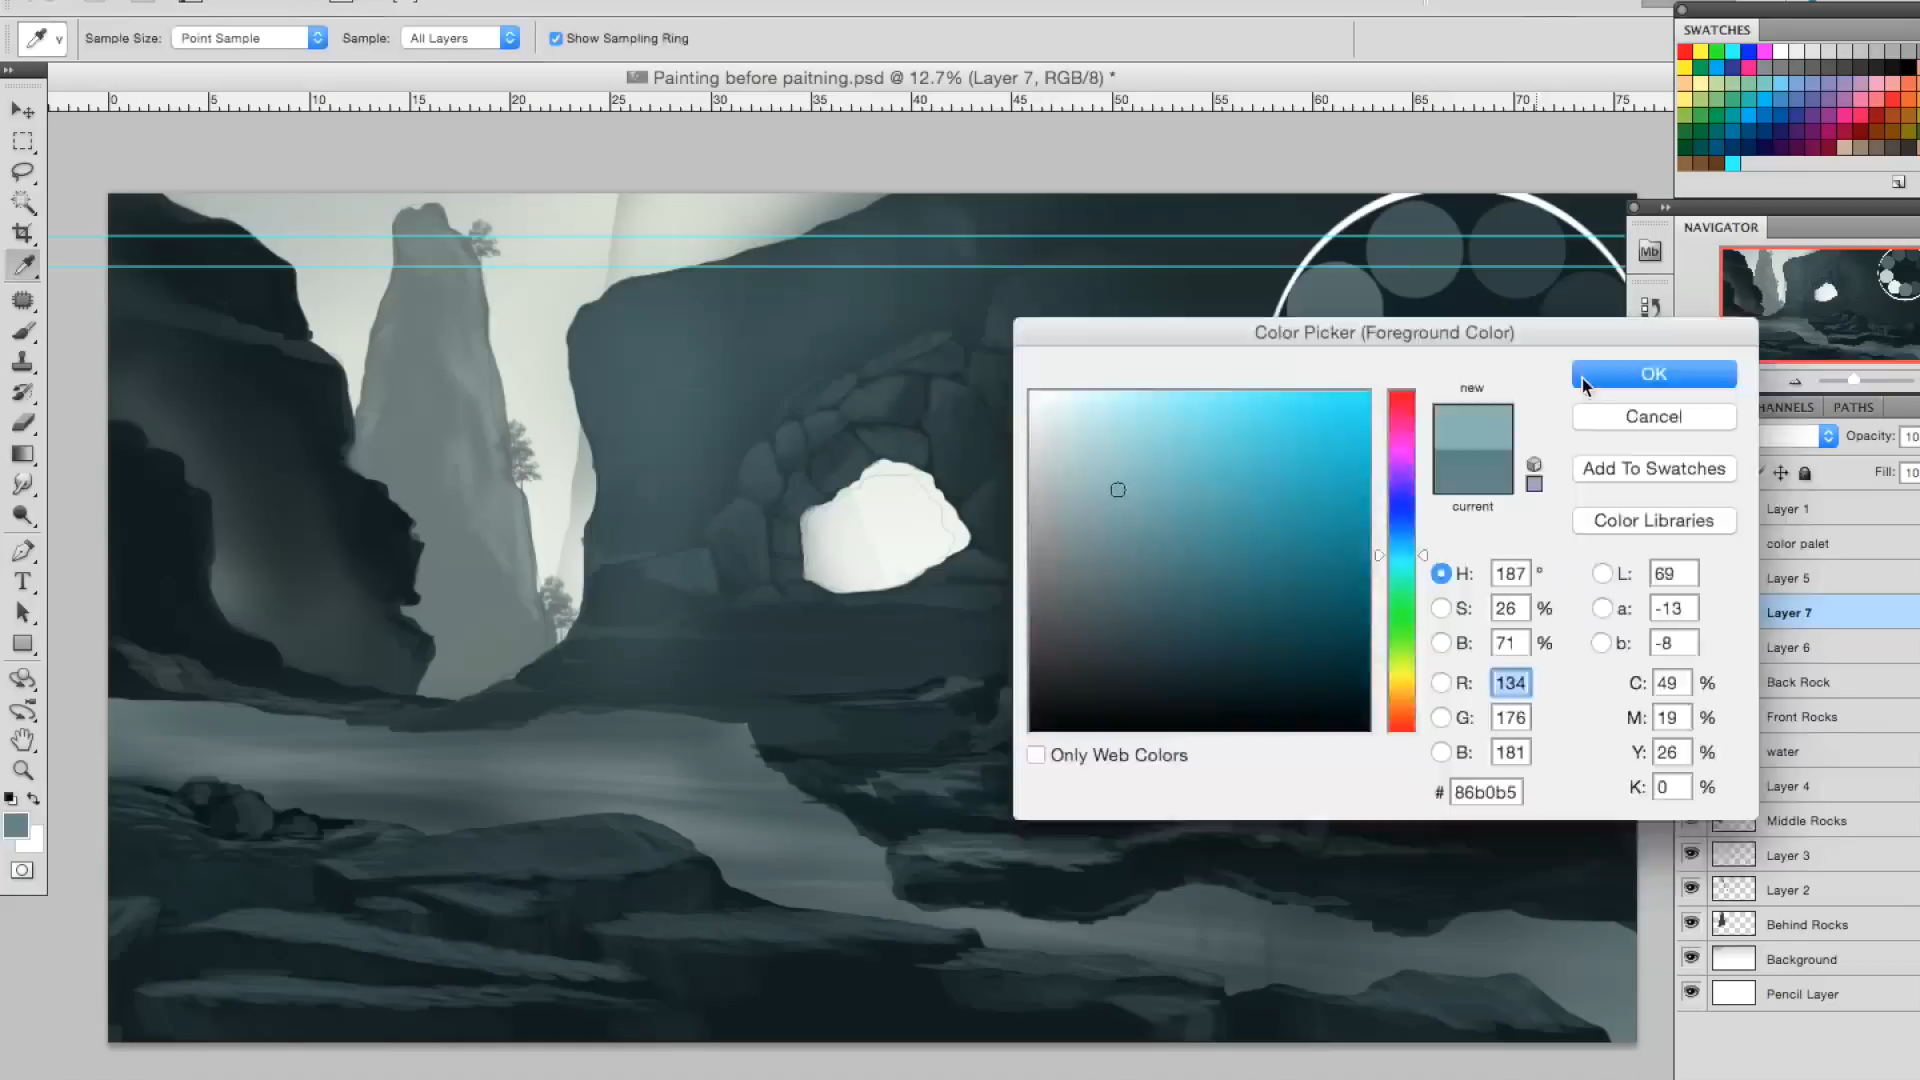 Sample Size: Point Sample Sample: All Layers Show Sampling Ring
Painting before paitning.psd @ 12.7% (Layer 7, RGB/8) *
0 5 10 15 20 25 30 35 40 45 50 55 60 65 70 75
SWATCHES
NAVIGATOR
Mb
Color Picker (Foreground Color)
new
current
OK
Cancel
Add To Swatches
Color Libraries
H: 187 °
S: 26 %
B: 71 %
R: 134
G: 176
B: 181
# 86b0b5
L: 69
a: -13
b: -8
C: 49 %
M: 19 %
Y: 26 %
K: 0 %
Only Web Colors
HANNELS PATHS
Opacity: 10
Fill: 10
Layer 1
color palet
Layer 5
Layer 7
Layer 6
Back Rock
Front Rocks
water
Layer 4
Middle Rocks
Layer 3
Layer 2
Behind Rocks
Background
Pencil Layer
T